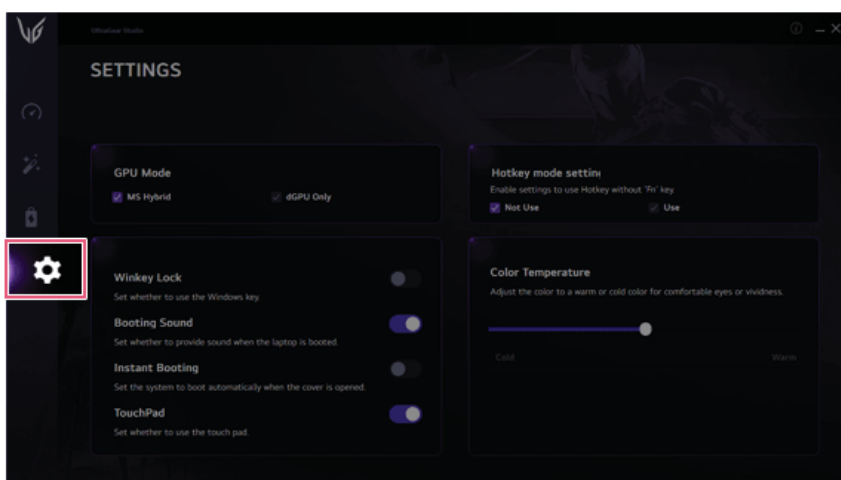 UltraGear Studio
SETTINGS
GPU Mode
MS Hybrid
dGPU Only
Hotkey mode settin
Enable settings to use Hotkey without 'Fn' key.
Not Use
Use
Winkey Lock
Set whether to use the Windows key.
Booting Sound
Set whether to provide sound when the laptop is booted.
Instant Booting
Set the system to boot automatically when the cover is opened.
TouchPad
Set whether to use the touch pad.
Color Temperature
Adjust the color to a warm or cold color for comfortable eyes or vividness.
Cold
Warm